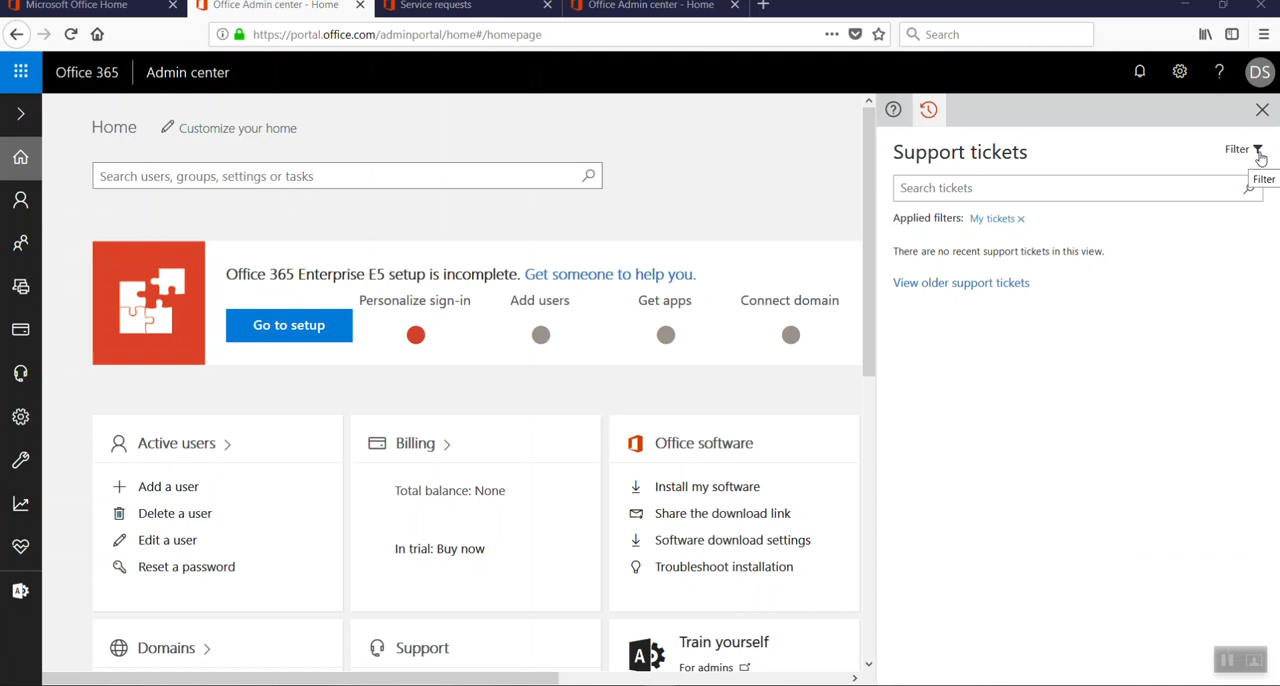 Microsoft Office Home
Office Admin center - Home
Service requests
Office Admin center - Home
https://portal.office.com/adminportal/home#/homepage
Search
Office 365
Admin center
DS
Home
Customize your home
Search users, groups, settings or tasks
Office 365 Enterprise E5 setup is incomplete. Get someone to help you.
Go to setup
Personalize sign-in
Add users
Get apps
Connect domain
Active users
Add a user
Delete a user
Edit a user
Reset a password
Billing
Total balance: None
In trial: Buy now
Office software
Install my software
Share the download link
Software download settings
Troubleshoot installation
Domains
Support
A
Train yourself
For admins
Support tickets
Filter
Filter
Search tickets
Applied filters: My tickets ×
There are no recent support tickets in this view.
View older support tickets